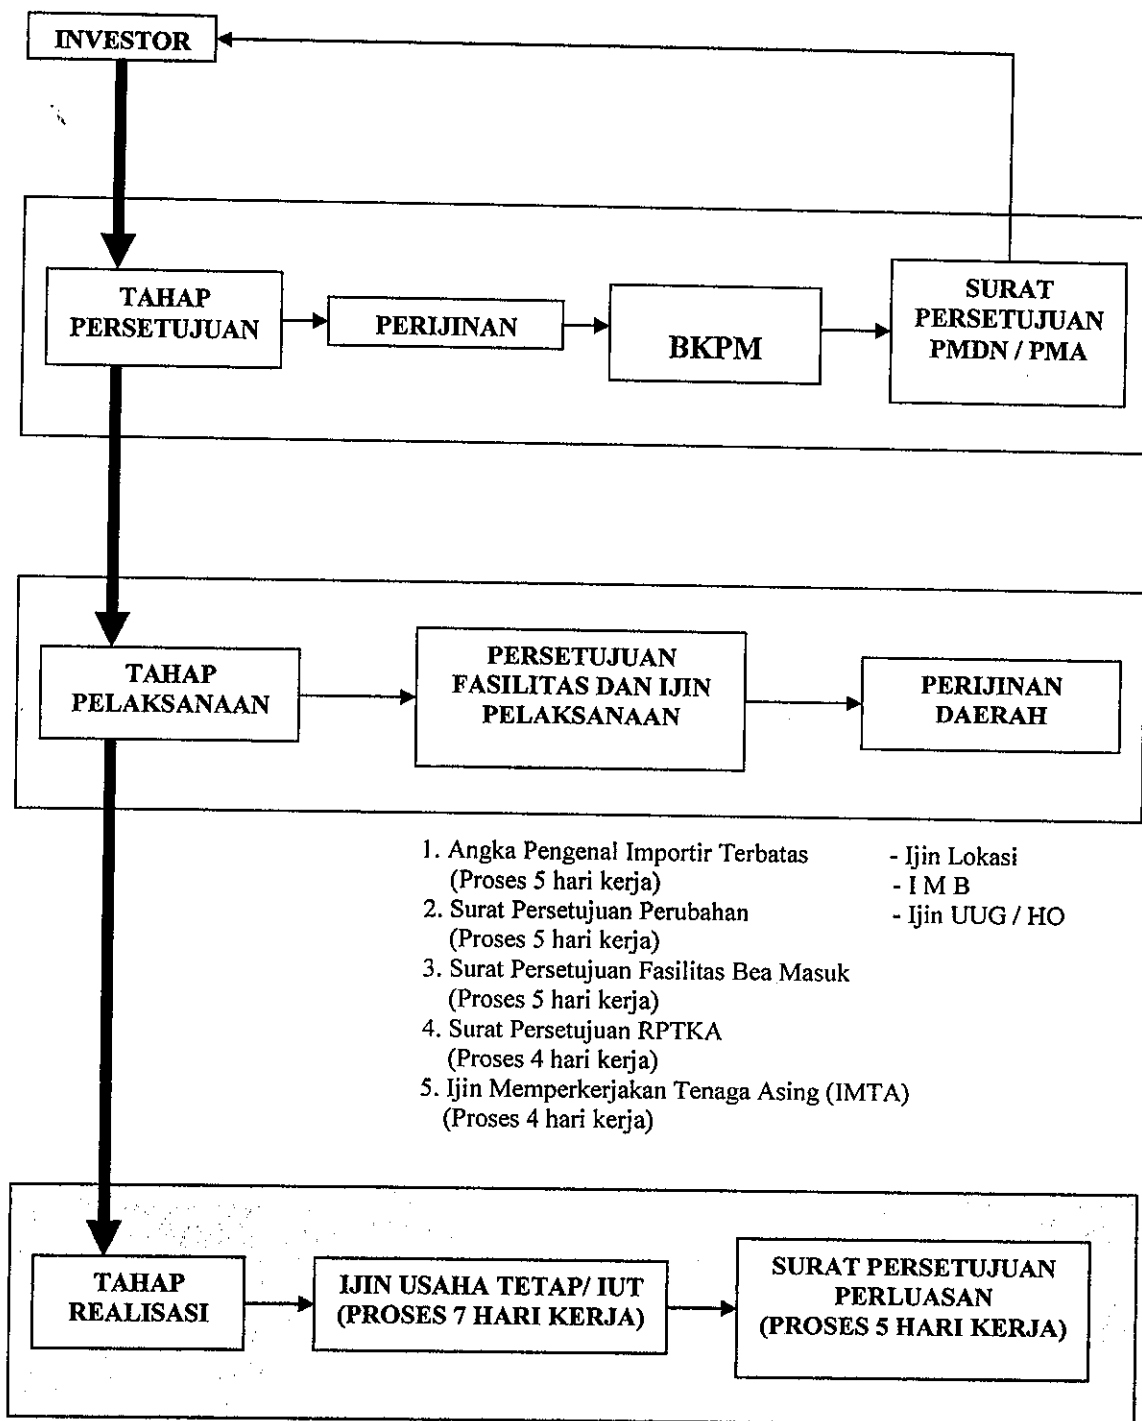 INVESTOR
TAHAP
PERSETUJUAN
PERIJINAN
BKPM
SURAT
PERSETUJUAN
PMDN / PMA
TAHAP
PELAKSANAAN
PERSETUJUAN
FASILITAS DAN IJIN
PELAKSANAAN
PERIJINAN
DAERAH
1. Angka Pengenal Importir Terbatas
(Proses 5 hari kerja)
2. Surat Persetujuan Perubahan
(Proses 5 hari kerja)
3. Surat Persetujuan Fasilitas Bea Masuk
(Proses 5 hari kerja)
4. Surat Persetujuan RPTKA
(Proses 4 hari kerja)
5. Ijin Memperkerjakan Tenaga Asing (IMTA)
(Proses 4 hari kerja)
- Ijin Lokasi
- I M B
- Ijin UUG / HO
TAHAP
REALISASI
IJIN USAHA TETAP/ IUT
(PROSES 7 HARI KERJA)
SURAT PERSETUJUAN
PERLUASAN
(PROSES 5 HARI KERJA)